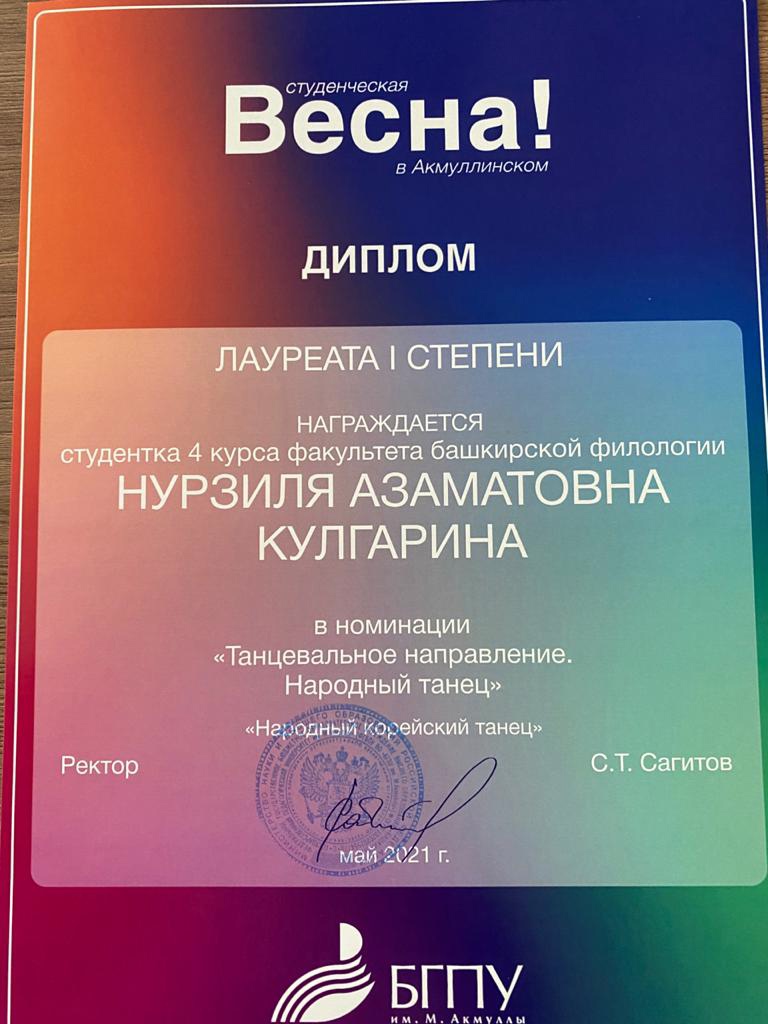 студенческая
Весна!
в Акмуллинском
ДИПЛОМ
ЛАУРЕАТА I СТЕПЕНИ
НАГРАЖДАЕТСЯ
студентка 4 курса факультета башкирской филологии
НУРЗИЛЯ АЗАМАТОВНА
КУЛГАРИНА
в номинации
«Танцевальное направление.
Народный танец»
«Народный корейский танец»
Ректор
С.Т. Сагитов
май 2021 г.
БГПУ
им. М. Акмуллы